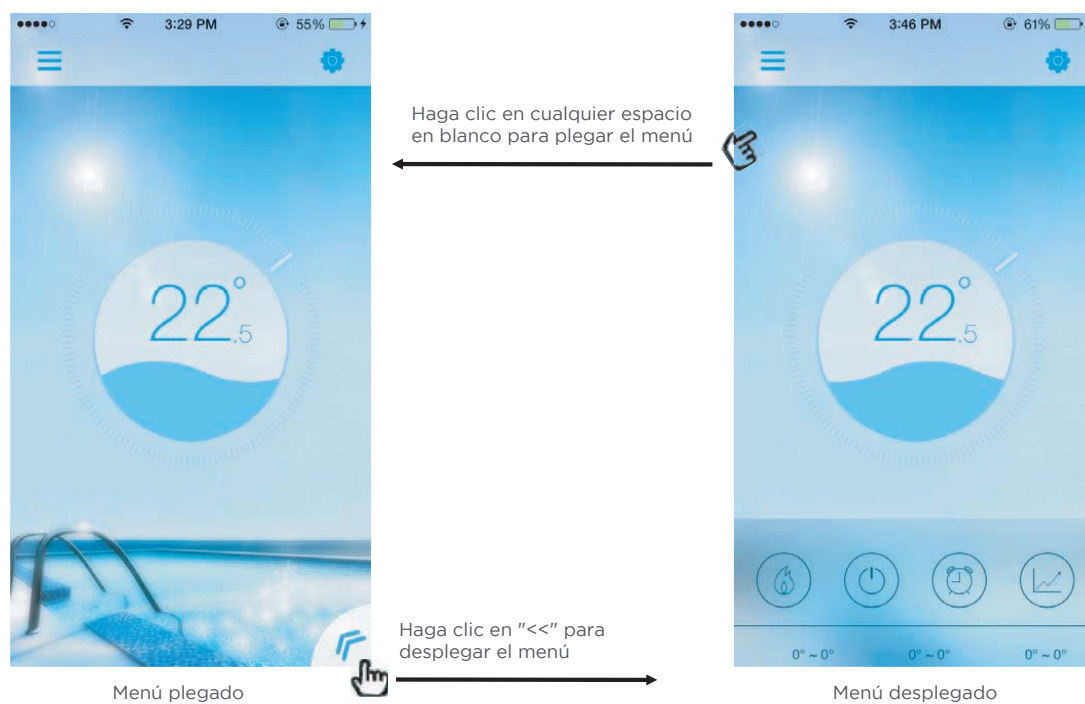 3:29 PM
55%
3:46 PM
61%
Haga clic en cualquier espacio
en blanco para plegar el menú
22°.5
22°.5
Haga clic en "<<" para
desplegar el menú
0° ~ 0°
0° ~ 0°
0° ~ 0°
Menú plegado
Menú desplegado